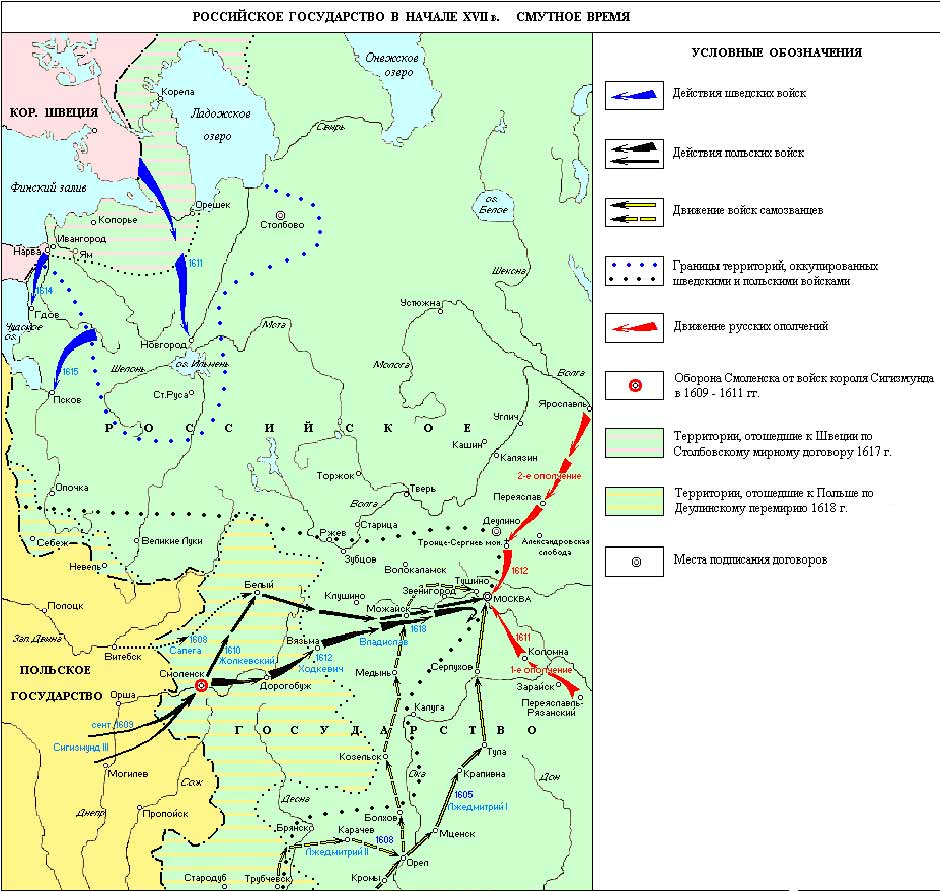 РОССИЙСКОЕ ГОСУДАРСТВО В НАЧАЛЕ XVII в. СМУТНОЕ ВРЕМЯ
Онежское
озеро
Корела
КОР. ШВЕЦИЯ
Ладожское
озеро
Свирь
Финский залив
Орешек
Копорье
Столбово
оз.
Белое
Ивангород
Нарва
Ям
1611
Шексна
1614
Гдов
Устюжна
Чудское
оз.
Мста
Новгород
оз. Ильмень
Молога
Шелонь
1615
Волга
Псков
Ст.Руса
Ярославль
Углич
РОССИЙСКОЕ
Кашин
Калязин
Торжок
2-е ополчение
Опочка
Тверь
Волга
Переяслав
Старица
Деулино
Ржев
Себеж
Великие Луки
Троице-Сергиев мон.
Александровская
слобода
Зубцов
Невель
Волокаламск
1612
Тушино
Белый
Звенигород
Клушино
МОСКВА
Полоцк
Можайск
1618
Владислав
Зап.Двина
1608
Сапега
Вязьма
1611
Витебск
1610
Жолкевский
1612
Ходкевич
Коломна
ПОЛЬСКОЕ
ГОСУДАРСТВО
Смоленск
Медынь
Серпухов
1-е ополчение
Дорогобуж
Зарайск
Орша
Переяславль-
Рязанский
Калуга
сент. 1609
ГОСУДАРСТВО
Сигизмунд III
Тула
Козельск
Могилев
Сож
Ока
Крапивна
Дон
Десна
1605
Лжедмитрий I
Днепр
Пропойск
Болхов
Брянск
Карачев
1608
Мценск
Лжедмитрий II
Орел
Стародуб
Трубчевск
Кромы
УСЛОВНЫЕ ОБОЗНАЧЕНИЯ
Действия шведских войск
Действия польских войск
Движение войск самозванцев
Границы территорий, оккупированных
шведскими и польскими войсками
Движение русских ополчений
Оборона Смоленска от войск короля Сигизмунда
в 1609 - 1611 гг.
Территории, отошедшие к Швеции по
Столбовскому мирному договору 1617 г.
Территории, отошедшие к Польше по
Деулинскому перемирию 1618 г.
Места подписания договоров